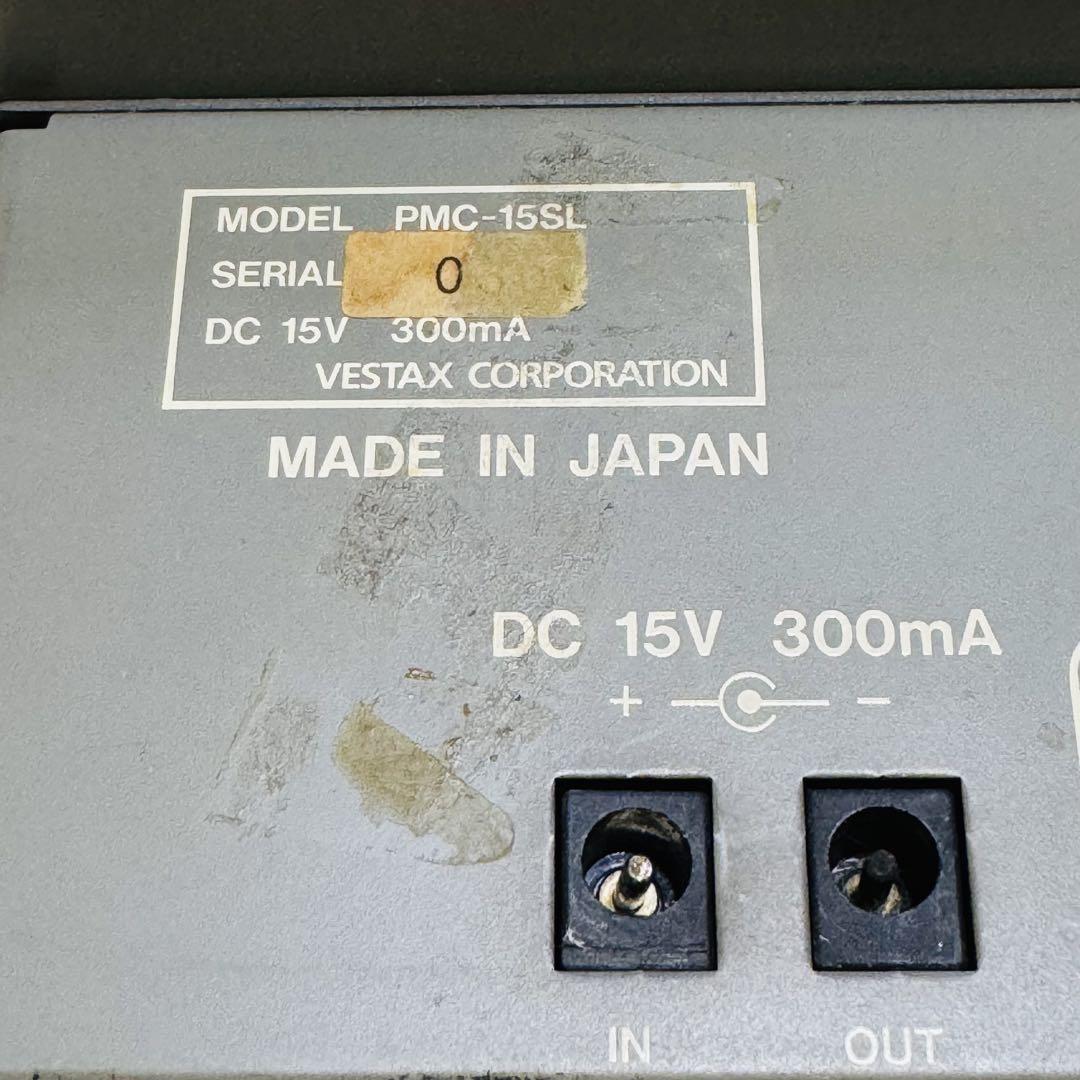 MODEL PMC-15SL
SERIAL 0
DC 15V 300mA
VESTAX CORPORATION
MADE IN JAPAN
DC 15V 300mA
+ −
IN OUT